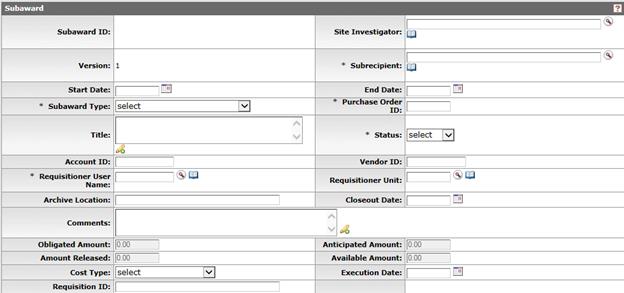 Subaward ?
Subaward ID: Site Investigator:
Version: 1 * Subrecipient:
Start Date: End Date:
* Subaward Type: select * Purchase Order ID:
Title: * Status: select
Account ID: Vendor ID:
* Requisitioner User Name: Requisitioner Unit:
Archive Location: Closeout Date:
Comments:
Obligated Amount: 0.00 Anticipated Amount: 0.00
Amount Released: 0.00 Available Amount: 0.00
Cost Type: select Execution Date:
Requisition ID: